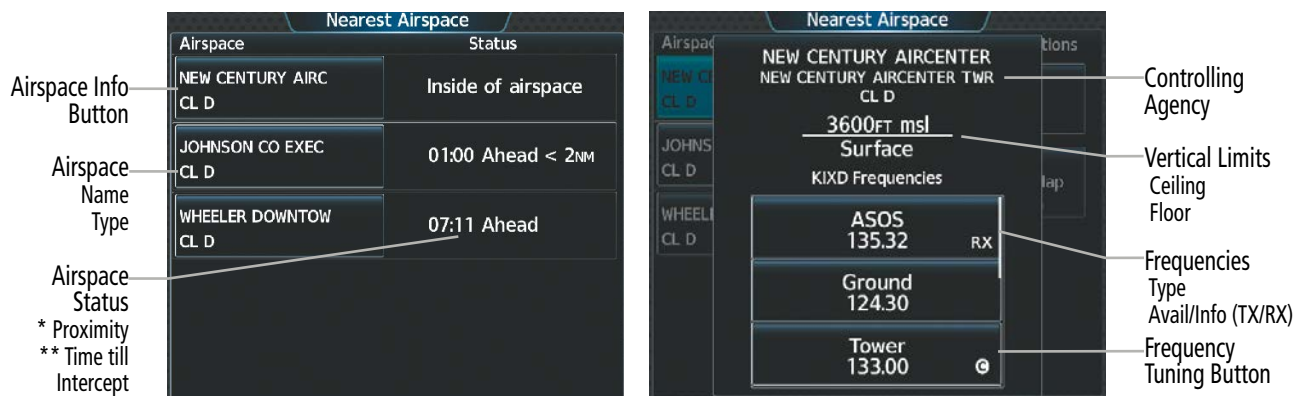 Nearest Airspace
Airspace Status
NEW CENTURY AIRC
CL D
Inside of airspace
JOHNSON CO EXEC
CL D
01:00 Ahead < 2NM
WHEELER DOWNTOW
CL D
07:11 Ahead
Airspace Info
Button
Airspace
Name
Type
Airspace
Status
* Proximity
** Time till
Intercept
Nearest Airspace
Airspac
tions
NEW CE
CL D
JOHNS
CL D
WHEELE
CL D
NEW CENTURY AIRCENTER
NEW CENTURY AIRCENTER TWR
CL D
3600FT msl
Surface
KIXD Frequencies
ASOS
135.32 RX
Ground
124.30
Tower
133.00 C
Controlling
Agency
Vertical Limits
Ceiling
Floor
Frequencies
Type
Avail/Info (TX/RX)
Frequency
Tuning Button